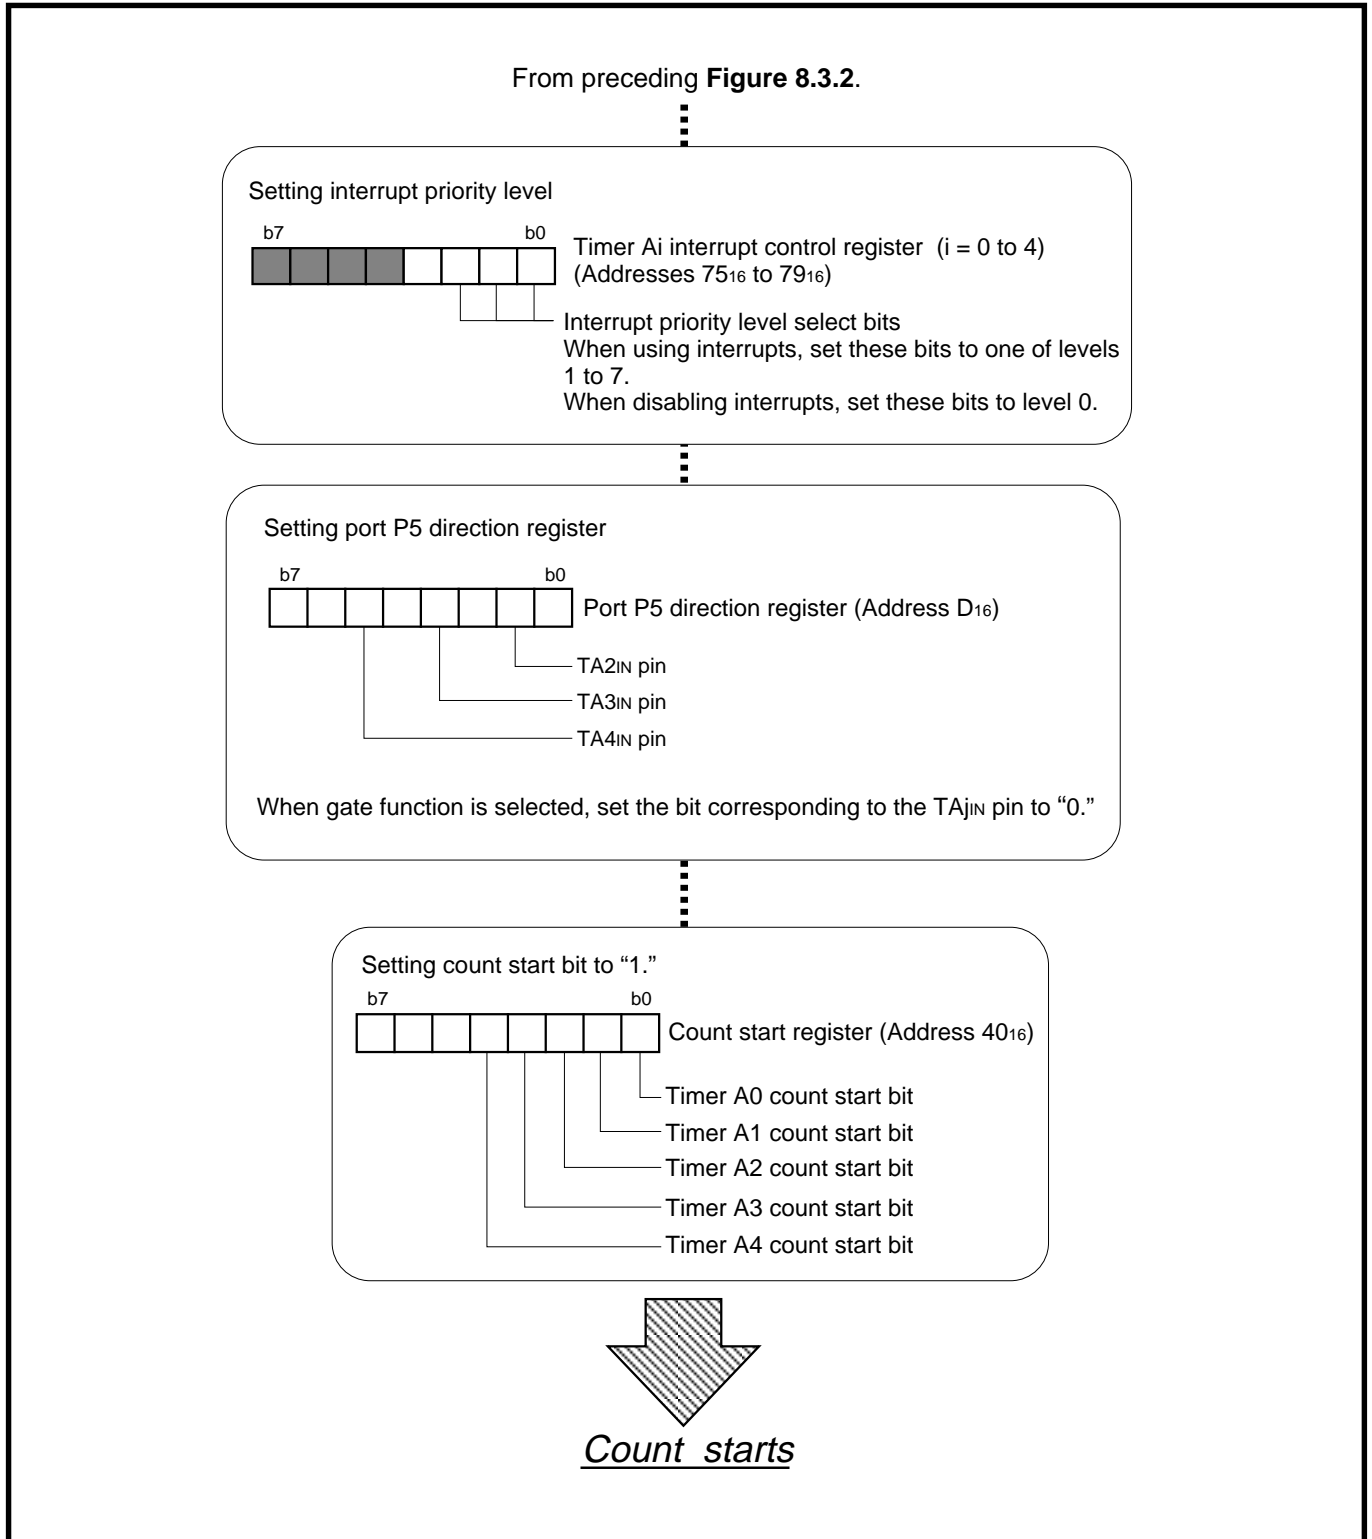 From preceding Figure 8.3.2.
Setting interrupt priority level
b7 b0
Timer Ai interrupt control register (i = 0 to 4)
(Addresses 7516 to 7916)
Interrupt priority level select bits
When using interrupts, set these bits to one of levels
1 to 7.
When disabling interrupts, set these bits to level 0.
Setting port P5 direction register
b7 b0
Port P5 direction register (Address D16)
TA2IN pin
TA3IN pin
TA4IN pin
When gate function is selected, set the bit corresponding to the TAjIN pin to “0.”
Setting count start bit to “1.”
b7 b0
Count start register (Address 4016)
Timer A0 count start bit
Timer A1 count start bit
Timer A2 count start bit
Timer A3 count start bit
Timer A4 count start bit
Count starts